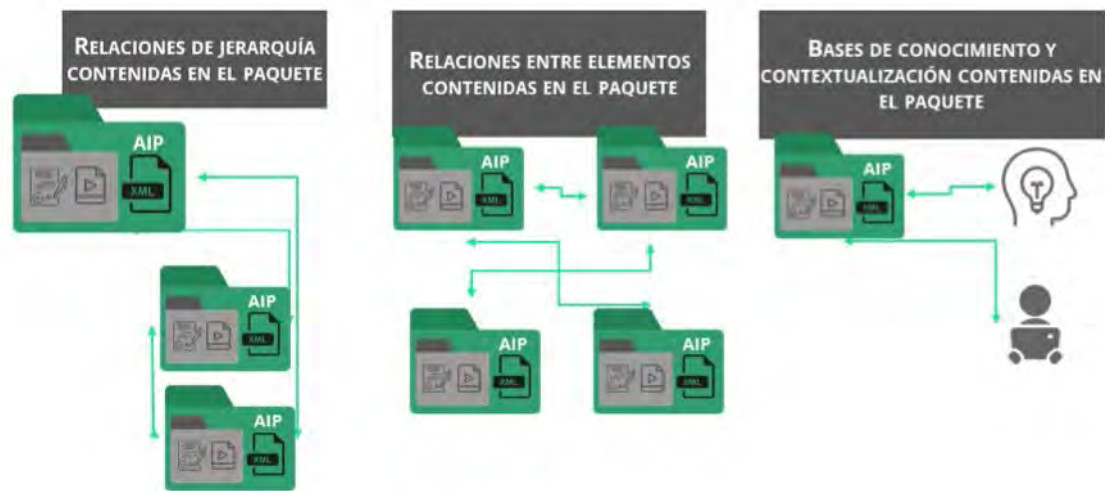 RELACIONES DE JERARQUÍA
CONTENIDAS EN EL PAQUETE
AIP
XML
AIP
XML
AIP
XML
RELACIONES ENTRE ELEMENTOS
CONTENIDAS EN EL PAQUETE
AIP
XML
AIP
XML
AIP
XML
AIP
XML
BASES DE CONOCIMIENTO Y
CONTEXTUALIZACIÓN CONTENIDAS EN
EL PAQUETE
AIP
XML